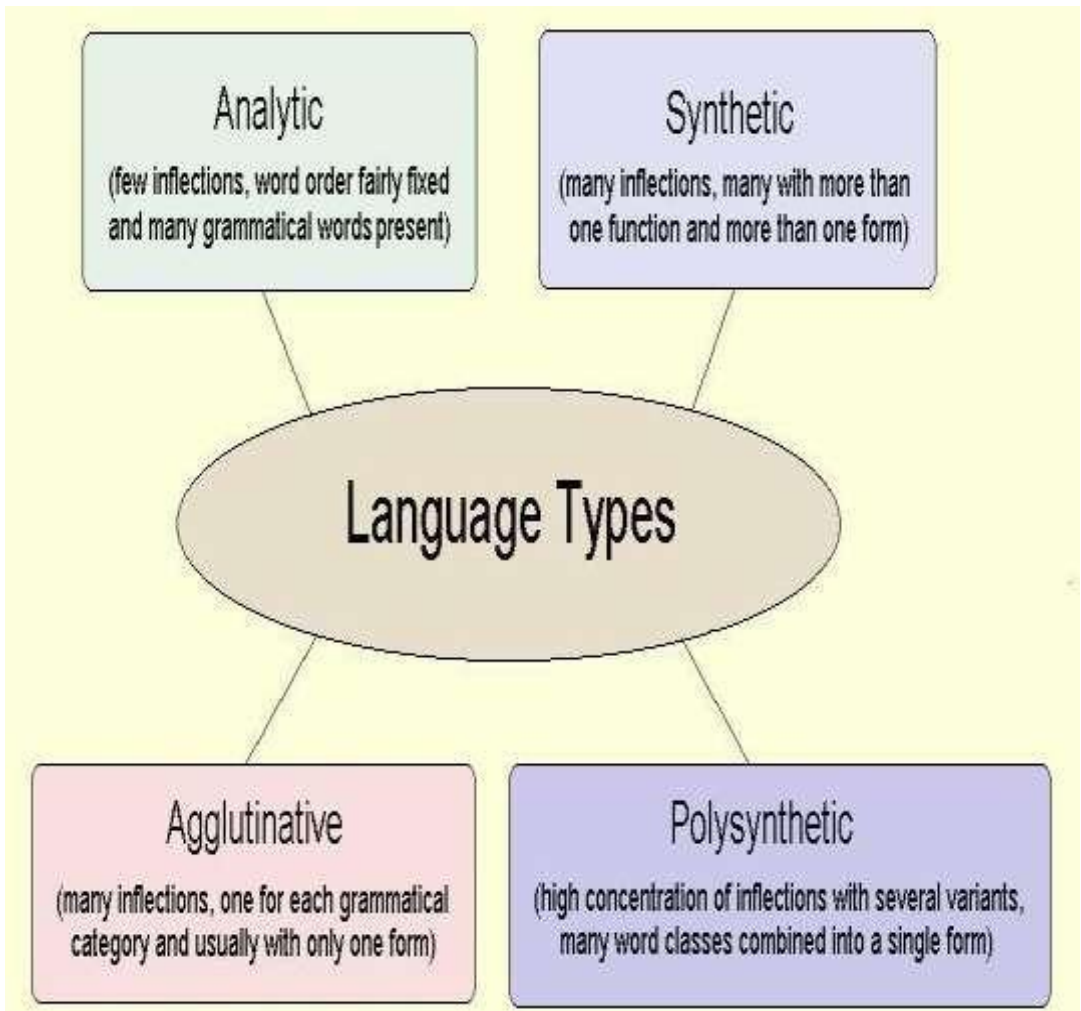 Analytic
(few inflections, word order fairly fixed
and many grammatical words present)
Synthetic
(many inflections, many with more than
one function and more than one form)
Language Types
Agglutinative
(many inflections, one for each grammatical
category and usually with only one form)
Polysynthetic
(high concentration of inflections with several variants,
many word classes combined into a single form)